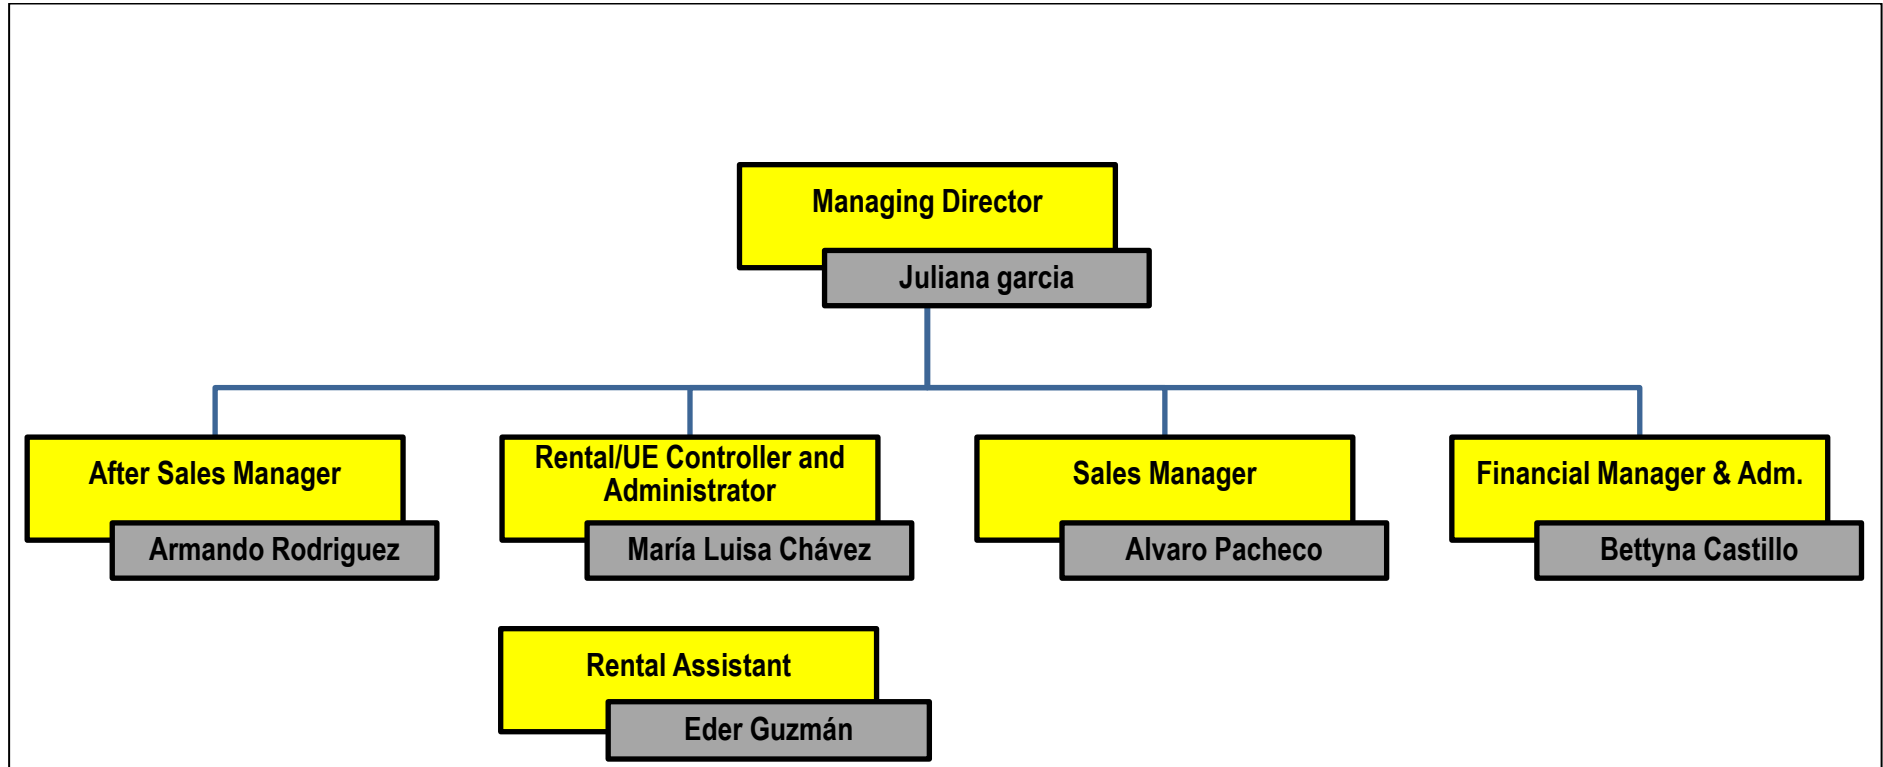 Managing Director
Juliana garcia
After Sales Manager
Armando Rodriguez
Rental/UE Controller and
Administrator
María Luisa Chávez
Sales Manager
Alvaro Pacheco
Financial Manager & Adm.
Bettyna Castillo
Rental Assistant
Eder Guzmán